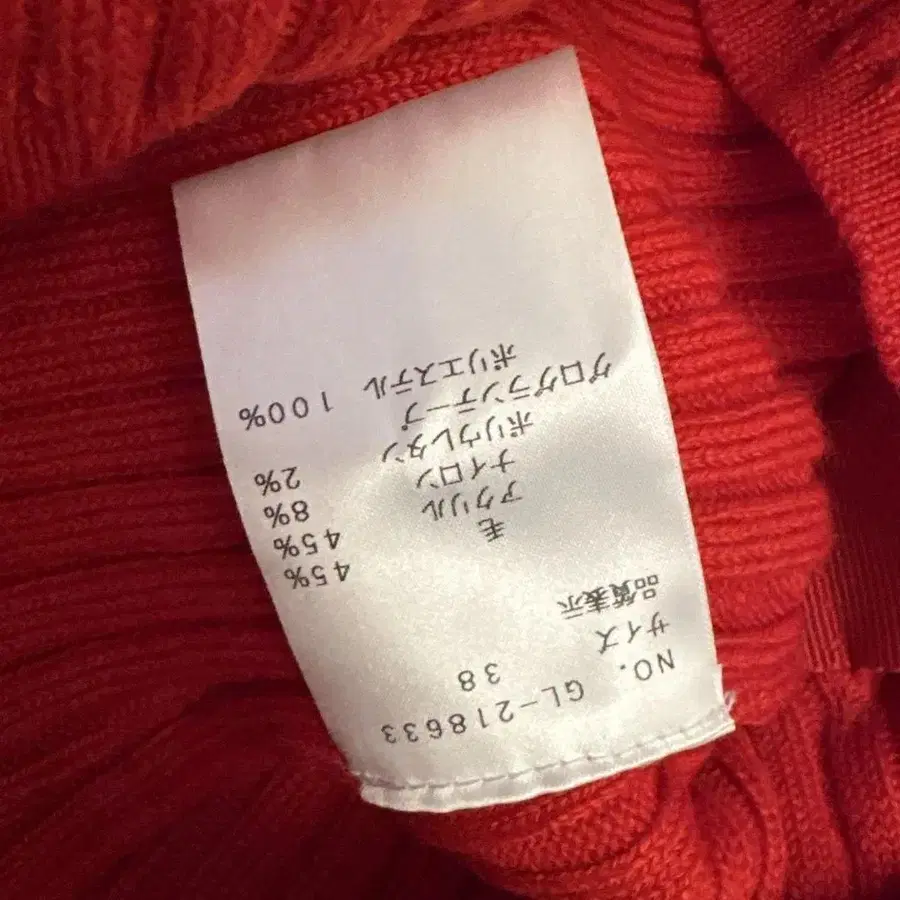 NO. GL-218633
サイズ 38
品質表示
毛 45%
アクリル 45%
ナイロン 8%
ポリウレタン 2%
グログランテープ
ポリエステル 100%